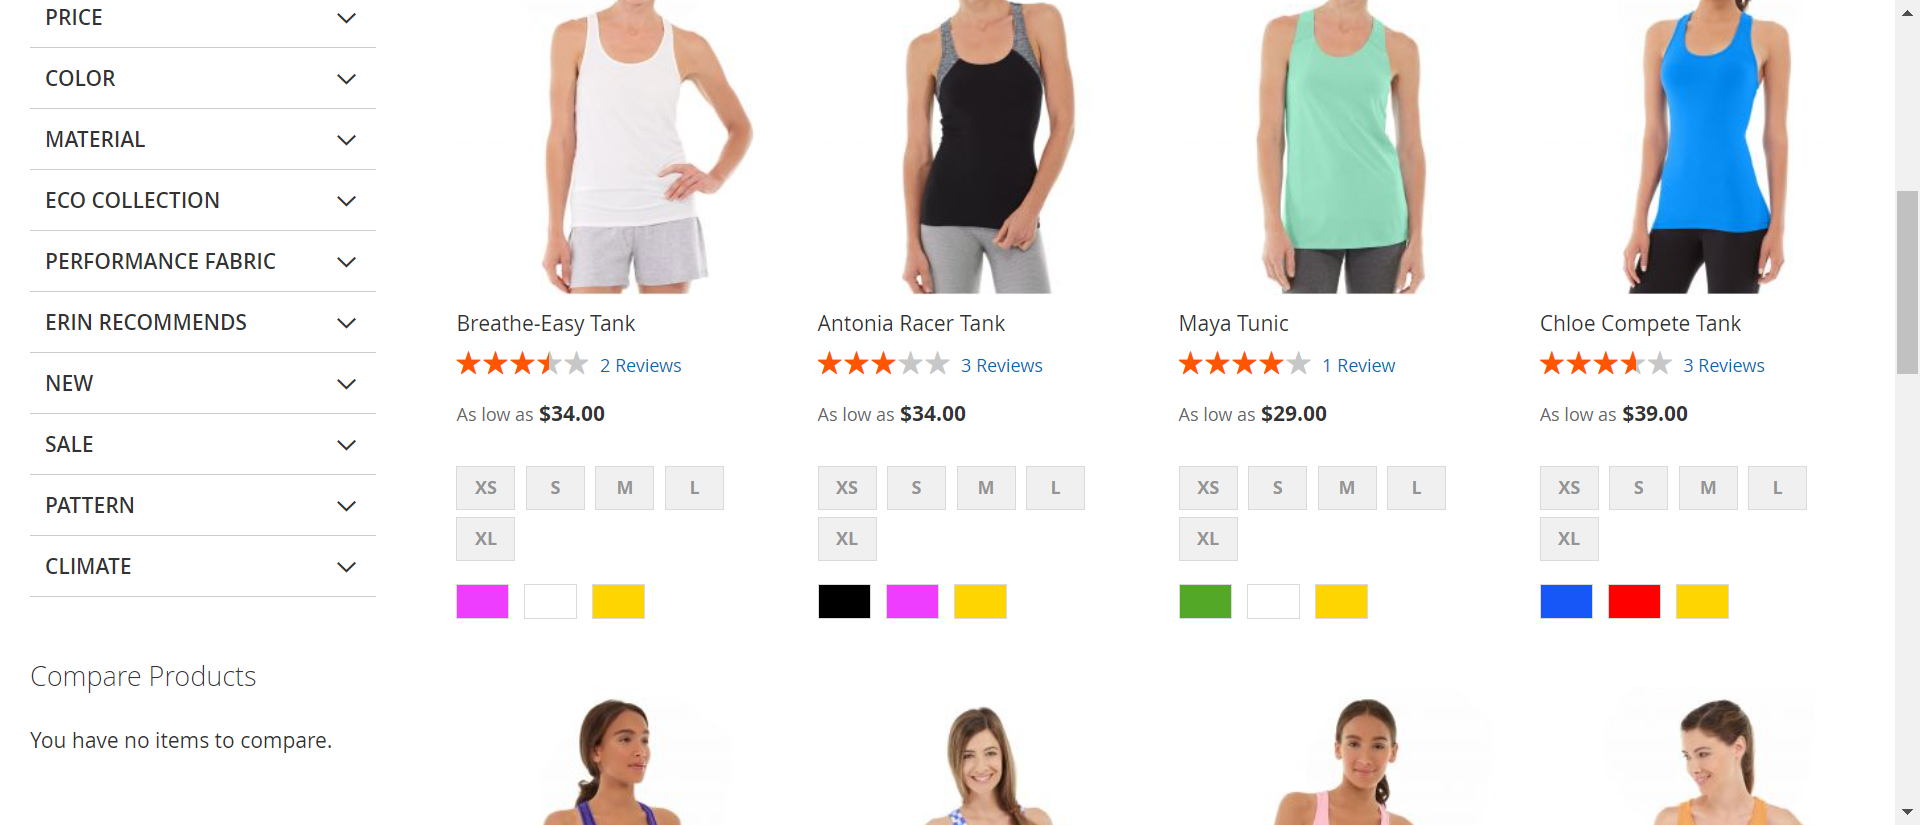 PRICE
COLOR
MATERIAL
ECO COLLECTION
PERFORMANCE FABRIC
ERIN RECOMMENDS
NEW
SALE
PATTERN
CLIMATE
Compare Products
You have no items to compare.
Breathe-Easy Tank
2 Reviews
As low as $34.00
XS S M L
XL
Antonia Racer Tank
3 Reviews
As low as $34.00
XS S M L
XL
Maya Tunic
1 Review
As low as $29.00
XS S M L
XL
Chloe Compete Tank
3 Reviews
As low as $39.00
XS S M L
XL